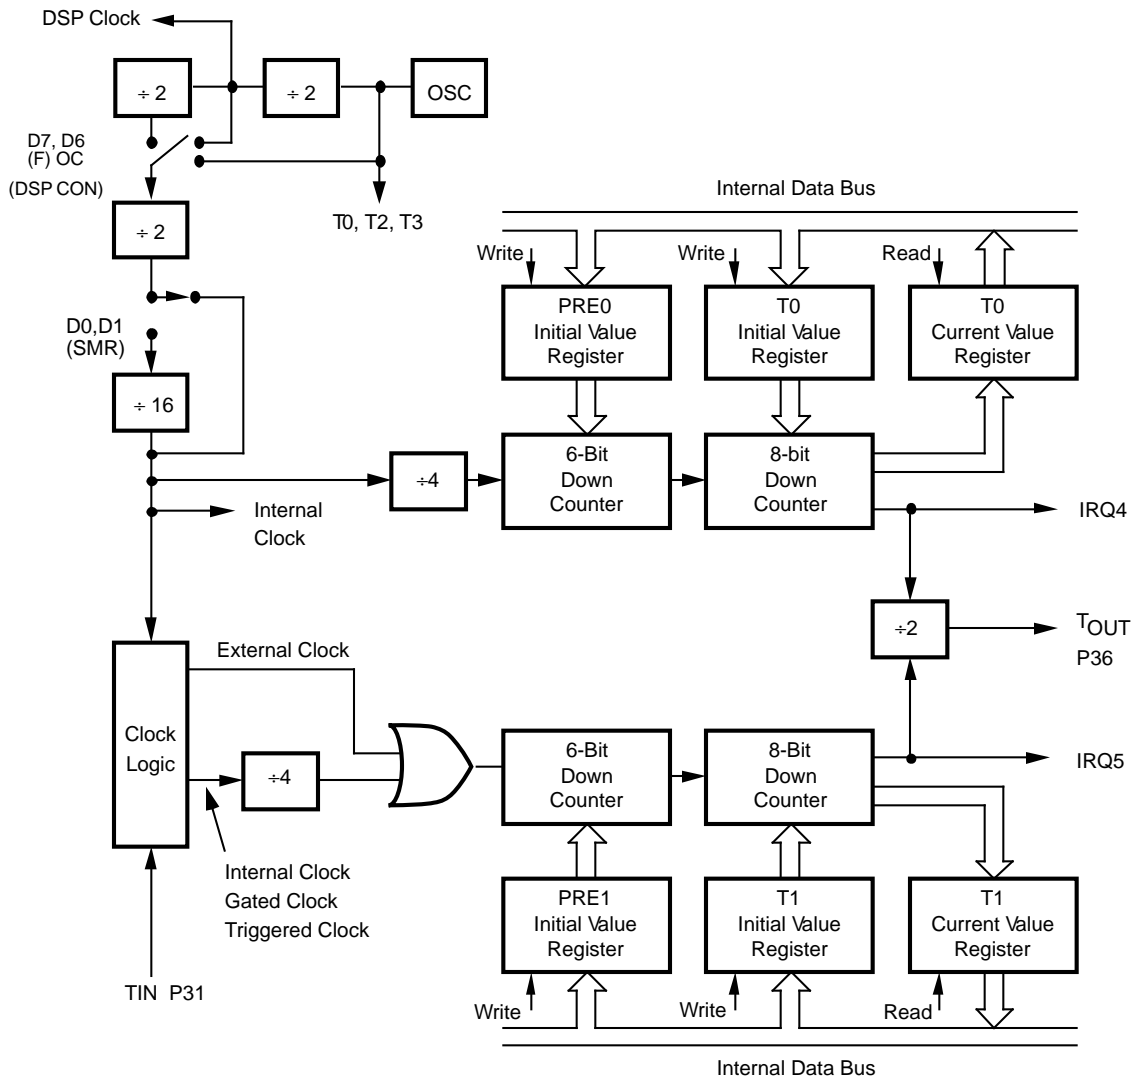 DSP Clock
÷ 2
÷ 2
OSC
D7, D6
(F) OC
(DSP CON)
÷ 2
T0, T2, T3
D0,D1
(SMR)
÷ 16
Internal Data Bus
Write
Write
Read
PRE0
Initial Value
Register
T0
Initial Value
Register
T0
Current Value
Register
÷4
6-Bit
Down
Counter
8-bit
Down
Counter
Internal
Clock
IRQ4
÷2
TOUT
P36
External Clock
Clock
Logic
÷4
6-Bit
Down
Counter
8-Bit
Down
Counter
IRQ5
Internal Clock
Gated Clock
Triggered Clock
PRE1
Initial Value
Register
T1
Initial Value
Register
T1
Current Value
Register
TIN P31
Write
Write
Read
Internal Data Bus